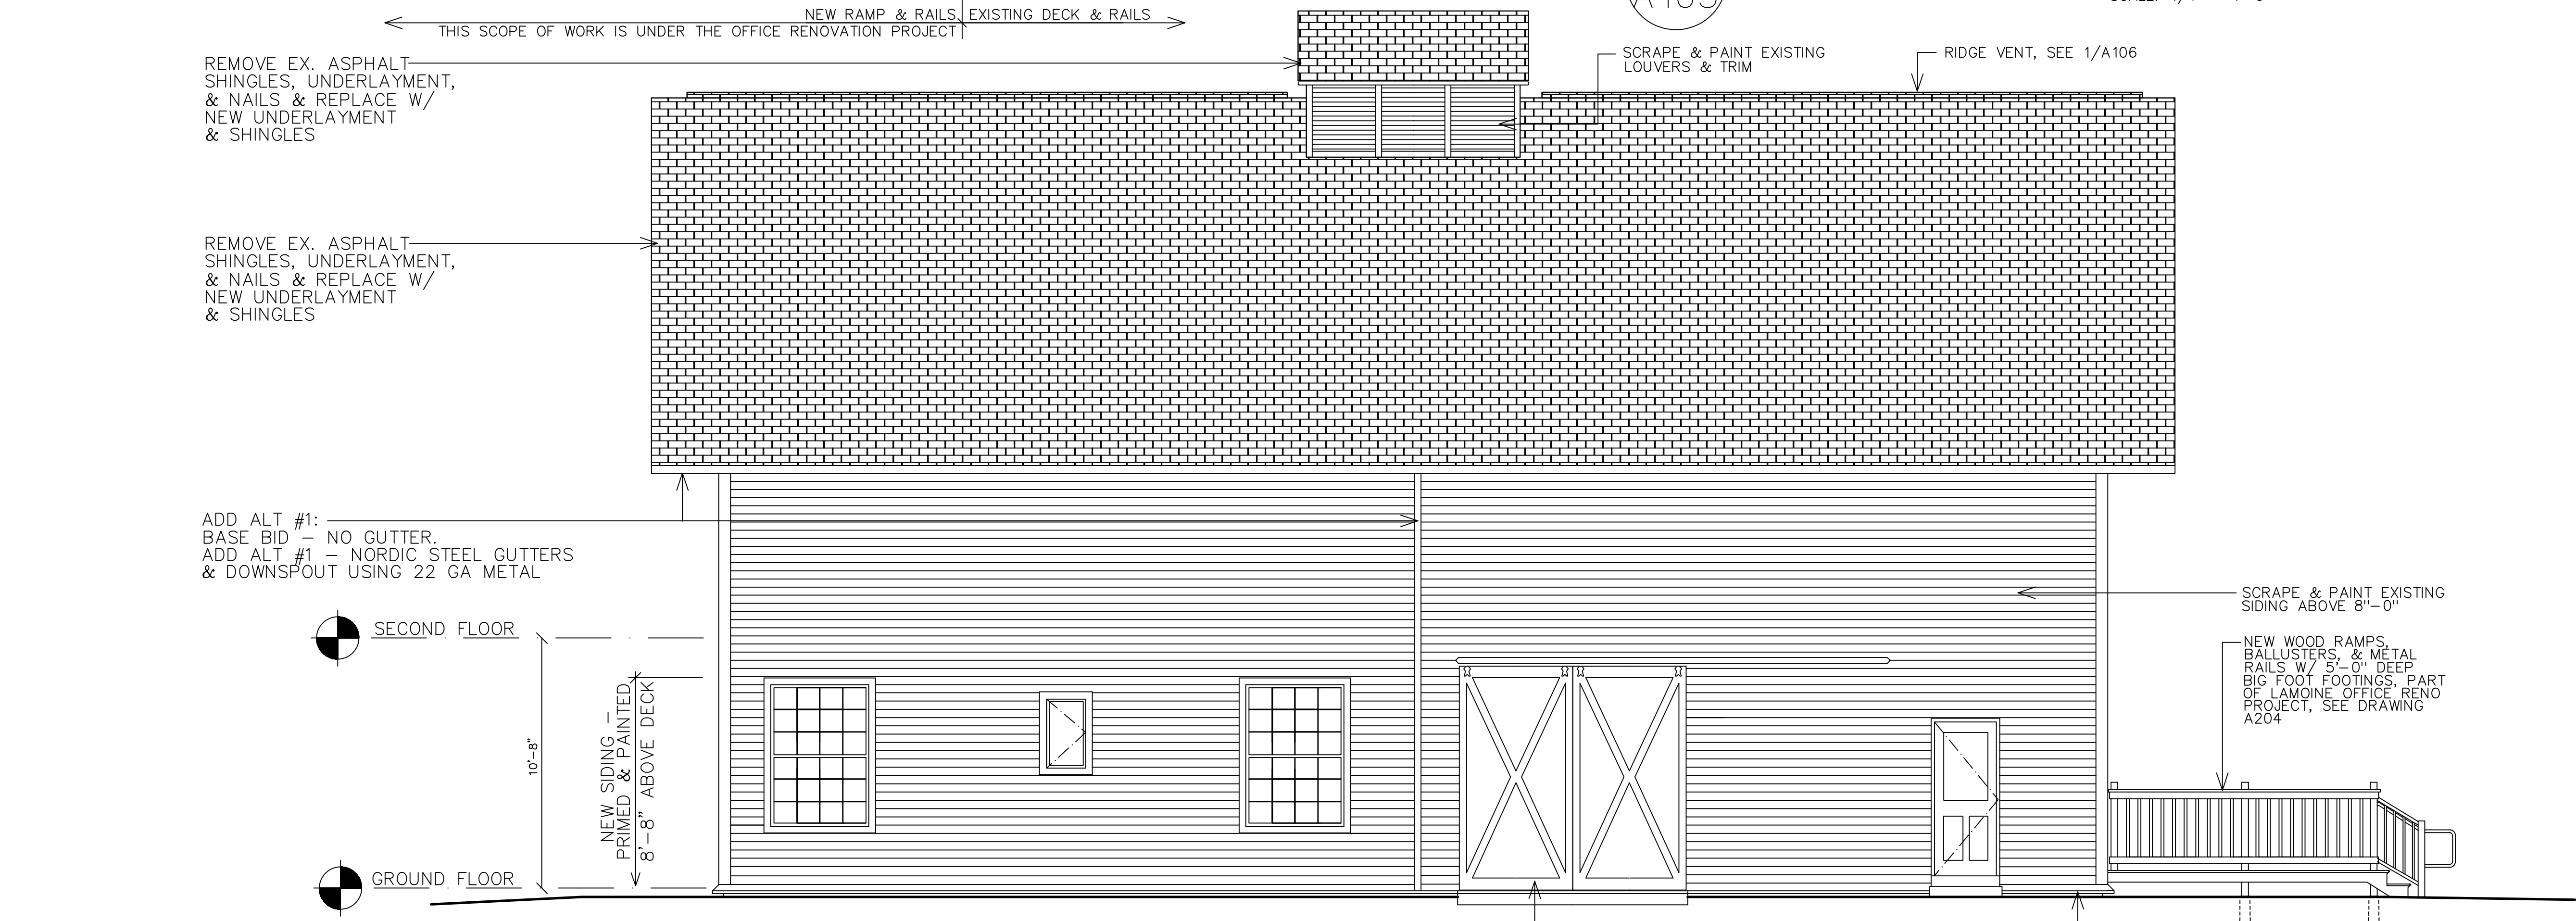 NEW RAMP & RAILS EXISTING DECK & RAILS
THIS SCOPE OF WORK IS UNDER THE OFFICE RENOVATION PROJECT
REMOVE EX. ASPHALT
SHINGLES, UNDERLAYMENT,
& NAILS & REPLACE W/
NEW UNDERLAYMENT
& SHINGLES
SCRAPE & PAINT EXISTING
LOUVERS & TRIM
RIDGE VENT, SEE 1/A106
REMOVE EX. ASPHALT
SHINGLES, UNDERLAYMENT,
& NAILS & REPLACE W/
NEW UNDERLAYMENT
& SHINGLES
ADD ALT #1:
BASE BID – NO GUTTER.
ADD ALT #1 – NORDIC STEEL GUTTERS
& DOWNSPOUT USING 22 GA METAL
SCRAPE & PAINT EXISTING
SIDING ABOVE 8"-0"
SECOND FLOOR
NEW WOOD RAMPS,
BALLUSTERS, & METAL
RAILS W/ 5'-0" DEEP
BIG FOOT FOOTINGS, PART
OF LAMOINE OFFICE RENO
PROJECT, SEE DRAWING
A204
10'-8"
NEW SIDING –
PRIMED & PAINTED
8'-8" ABOVE DECK
GROUND FLOOR